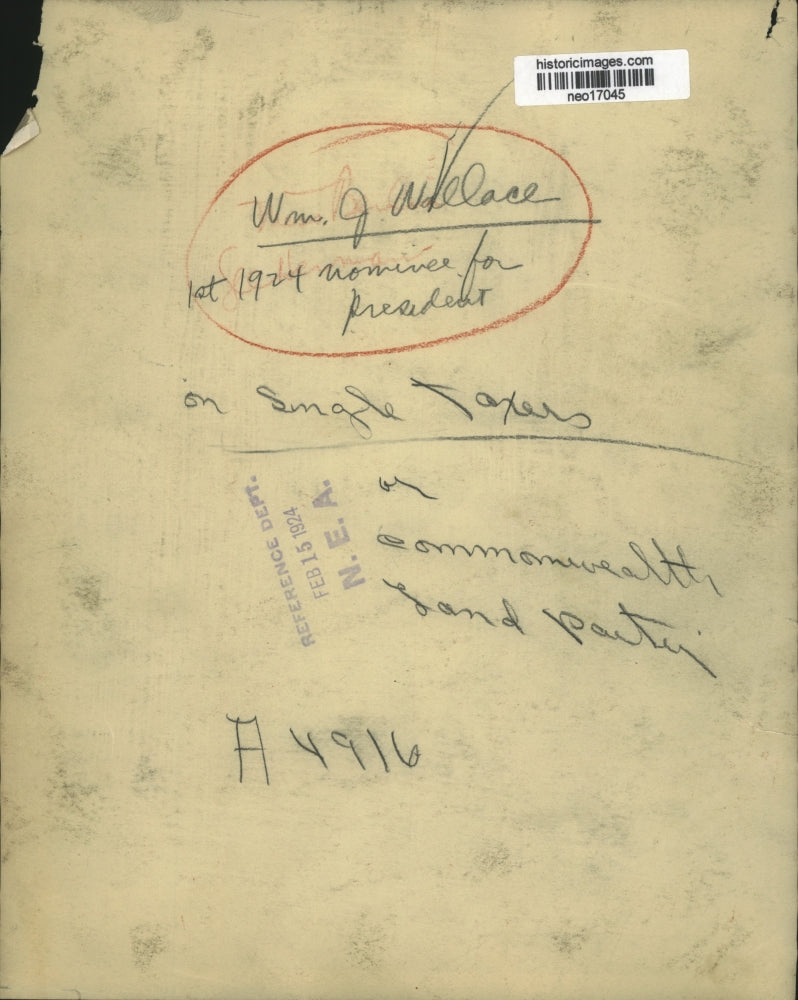 historicimages.com
neo17045
Wm. J. Wallace
1st 1924 nominee for
president
on Single Taxers
or
commonwealth
Land Party
REFERENCE DEPT.
FEB 15 1924
N. E. A.
A 4916